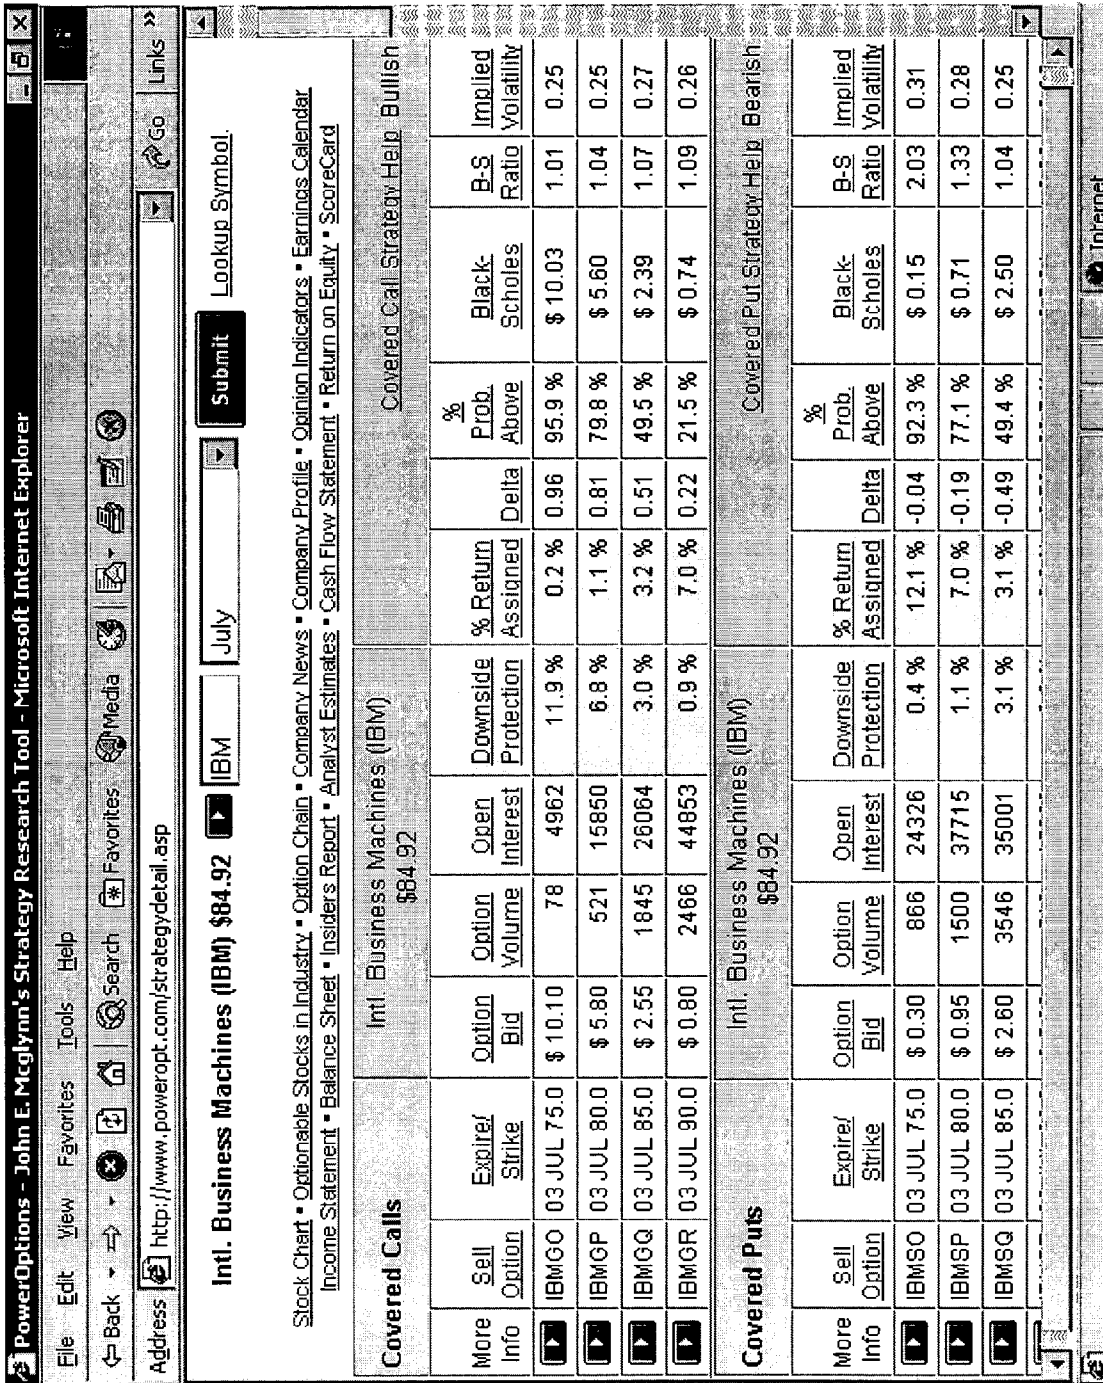 PowerOptions - John E. Mcglynn's Strategy Research Tool - Microsoft Internet Explorer
File Edit View Favorites Tools Help
Back Search Favorites Media
Address http://www.poweropt.com/strategydetail.asp Go Links »
Intl. Business Machines (IBM) $84.92 IBM July Submit Lookup Symbol.
Stock Chart ▪ Optionable Stocks in Industry ▪ Option Chain ▪ Company News ▪ Company Profile ▪ Opinion Indicators ▪ Earnings Calendar
Income Statement ▪ Balance Sheet ▪ Insiders Report ▪ Analyst Estimates ▪ Cash Flow Statement ▪ Return on Equity ▪ ScoreCard
Covered Calls Intl. Business Machines (IBM) $84.92 Covered Call Strategy Help Bullish
More Info Sell Option Expire/ Strike Option Bid Option Volume Open Interest Downside Protection % Return Assigned Delta % Prob. Above Black-Scholes B-S Ratio Implied Volatility
IBMGO 03 JUL 75.0 $ 10.10 78 4962 11.9 % 0.2 % 0.96 95.9 % $ 10.03 1.01 0.25
IBMGP 03 JUL 80.0 $ 5.80 521 15850 6.8 % 1.1 % 0.81 79.8 % $ 5.60 1.04 0.25
IBMGQ 03 JUL 85.0 $ 2.55 1845 26064 3.0 % 3.2 % 0.51 49.5 % $ 2.39 1.07 0.27
IBMGR 03 JUL 90.0 $ 0.80 2466 44853 0.9 % 7.0 % 0.22 21.5 % $ 0.74 1.09 0.26
Covered Puts Intl. Business Machines (IBM) $84.92 Covered Put Strategy Help Bearish
More Info Sell Option Expire/ Strike Option Bid Option Volume Open Interest Downside Protection % Return Assigned Delta % Prob. Above Black-Scholes B-S Ratio Implied Volatility
IBMSO 03 JUL 75.0 $ 0.30 866 24326 0.4 % 12.1 % -0.04 92.3 % $ 0.15 2.03 0.31
IBMSP 03 JUL 80.0 $ 0.95 1500 37715 1.1 % 7.0 % -0.19 77.1 % $ 0.71 1.33 0.28
IBMSQ 03 JUL 85.0 $ 2.60 3546 35001 3.1 % 3.1 % -0.49 49.4 % $ 2.50 1.04 0.25
Internet